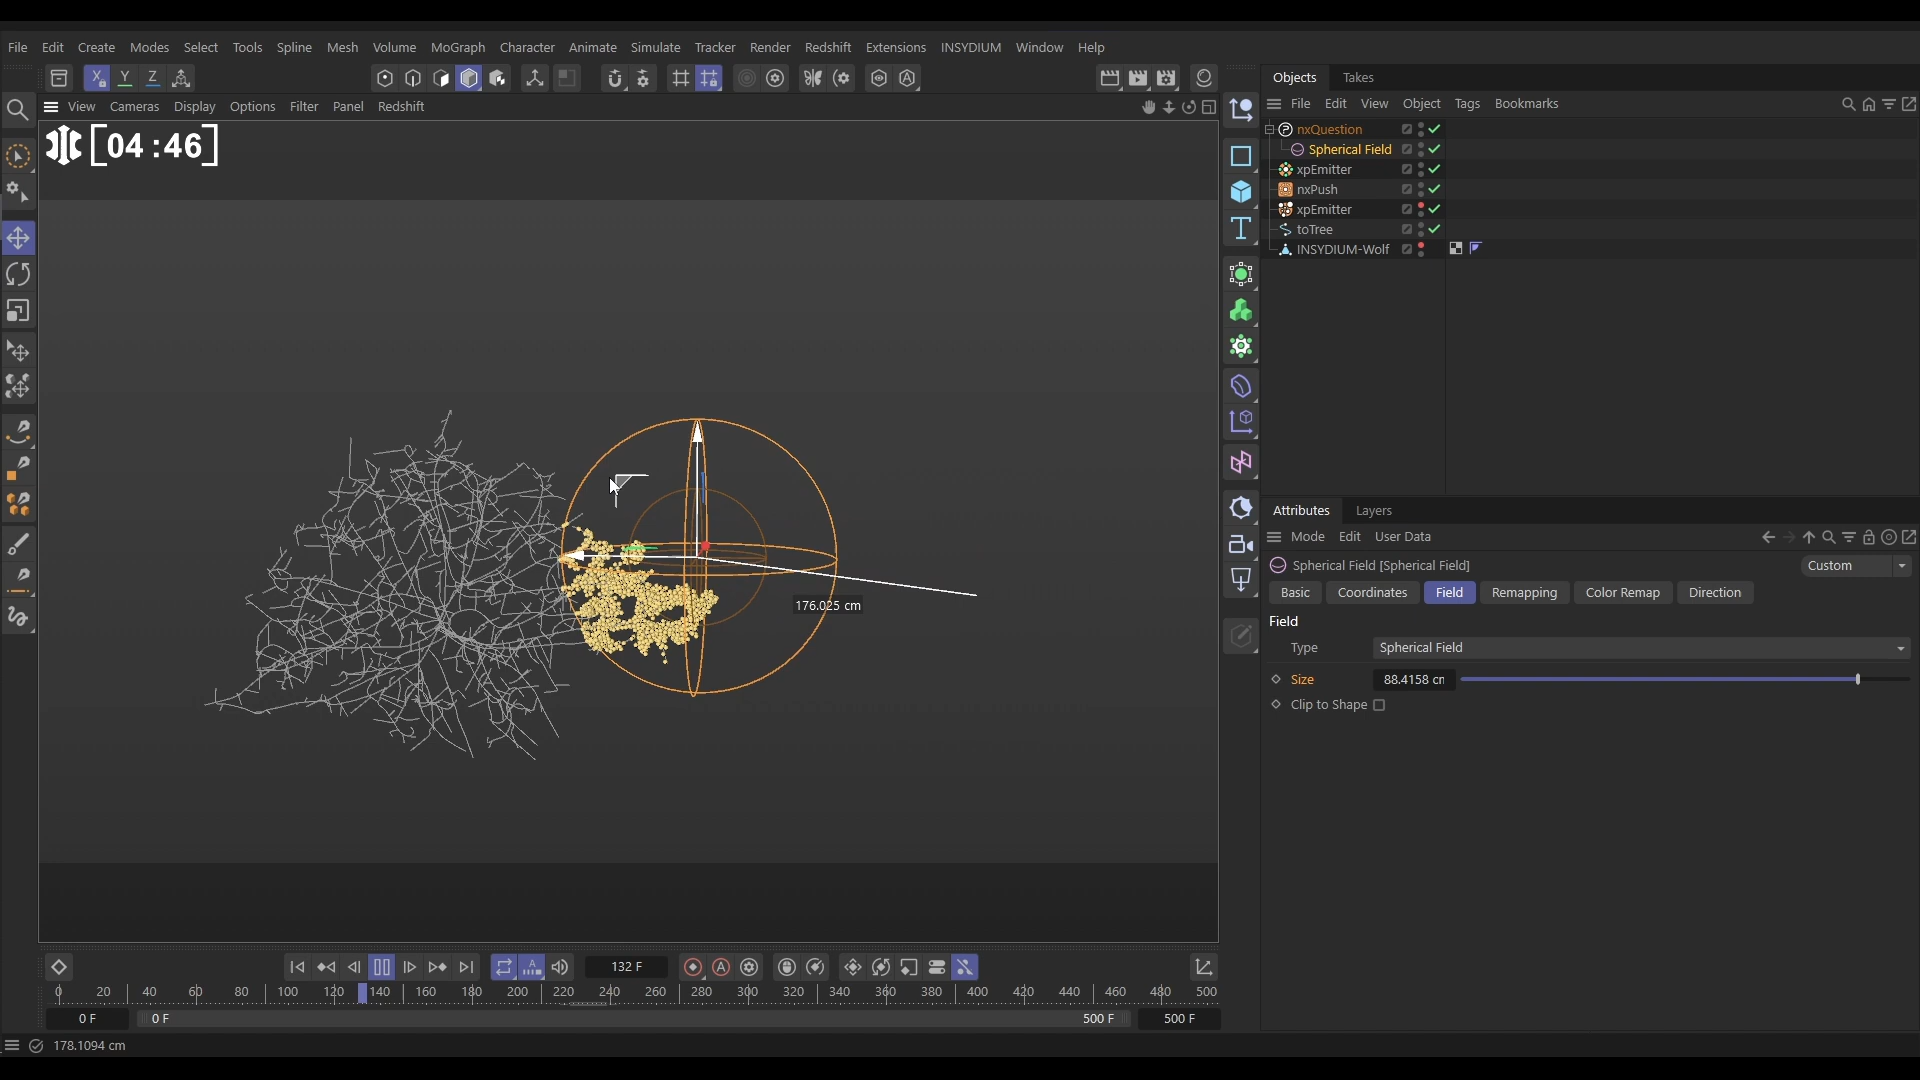 File Edit Create Modes Select Tools Spline Mesh Volume MoGraph Character Animate Simulate Tracker Render Redshift Extensions INSYDIUM Window Help
X Y Z
View Cameras Display Options Filter Panel Redshift
[04:46]
176.025 cm
Objects Takes
File Edit View Object Tags Bookmarks
nxQuestion
Spherical Field
xpEmitter
nxPush
xpEmitter
toTree
INSYDIUM-Wolf
Attributes Layers
Mode Edit User Data
Spherical Field [Spherical Field] Custom
Basic Coordinates Field Remapping Color Remap Direction
Field
Type Spherical Field
Size 88.4158 cm
Clip to Shape
132 F
0 20 40 60 80 100 120 140 160 180 200 220 240 260 280 300 320 340 360 380 400 420 440 460 480 500
0 F 0 F 500 F 500 F
178.1094 cm